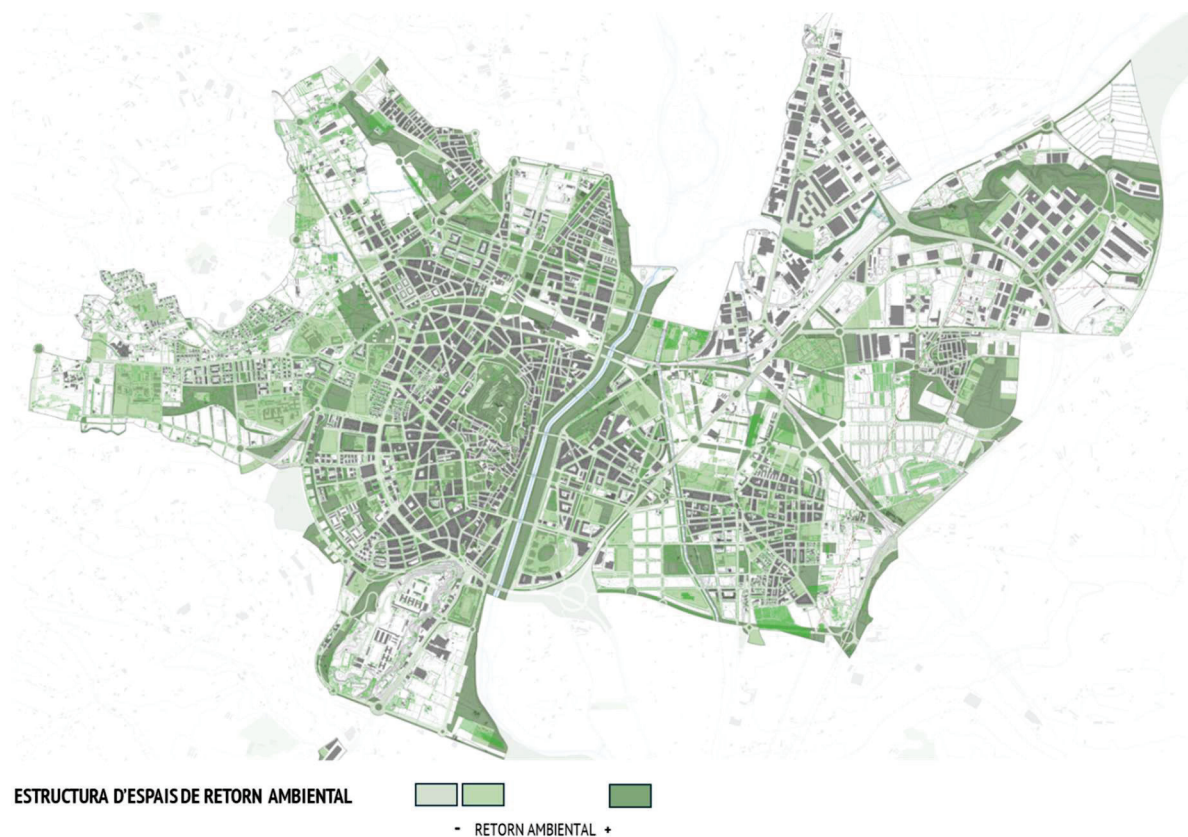 ESTRUCTURA D'ESPAIS DE RETORN AMBIENTAL
- RETORN AMBIENTAL +